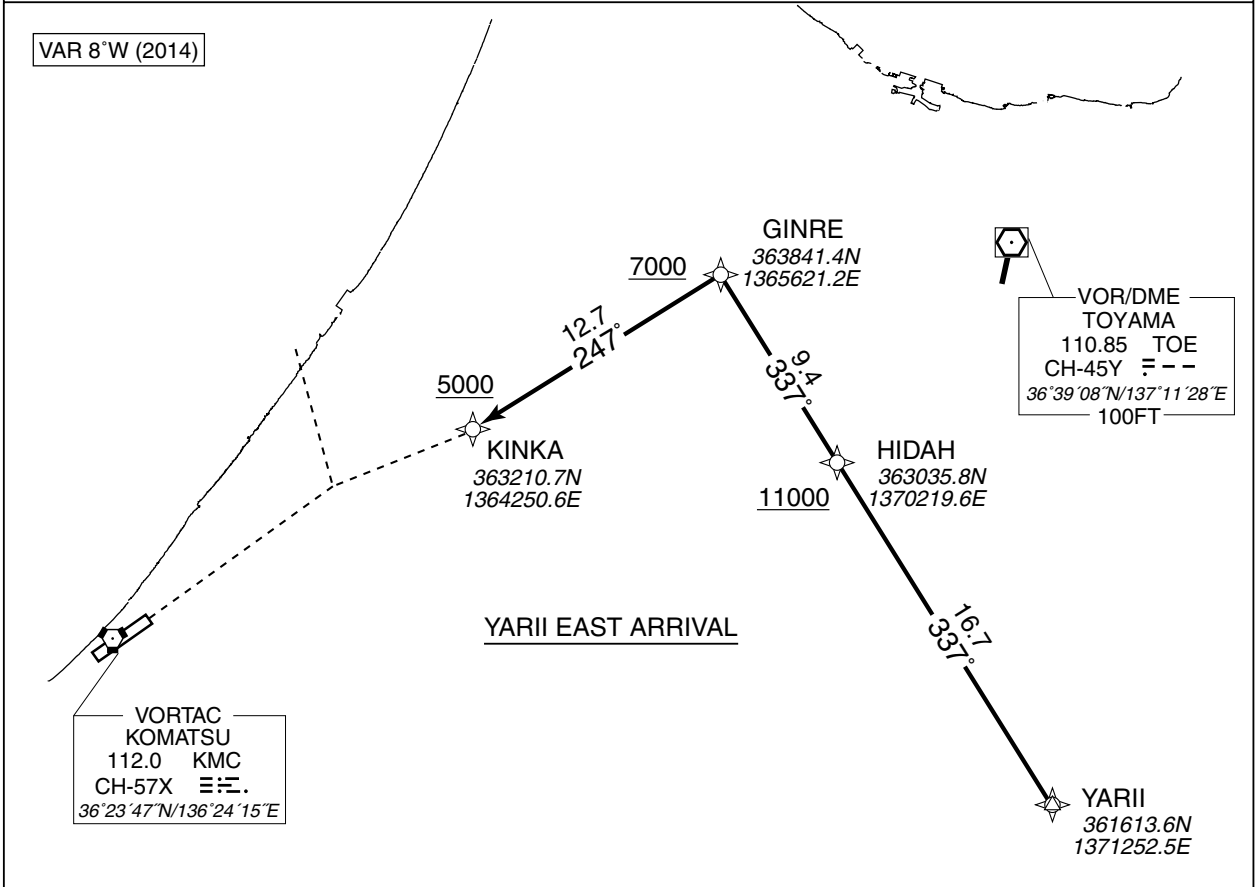 VAR 8°W (2014)
GINRE
363841.4N
1365621.2E
7000
12.7
247°
9.4
337°
VOR/DME
TOYAMA
110.85 TOE
CH-45Y
36°39´08˝N/137°11´28˝E
100FT
5000
KINKA
363210.7N
1364250.6E
HIDAH
363035.8N
1370219.6E
11000
16.7
337°
YARII EAST ARRIVAL
VORTAC
KOMATSU
112.0 KMC
CH-57X
36°23´47˝N/136°24´15˝E
YARII
361613.6N
1371252.5E